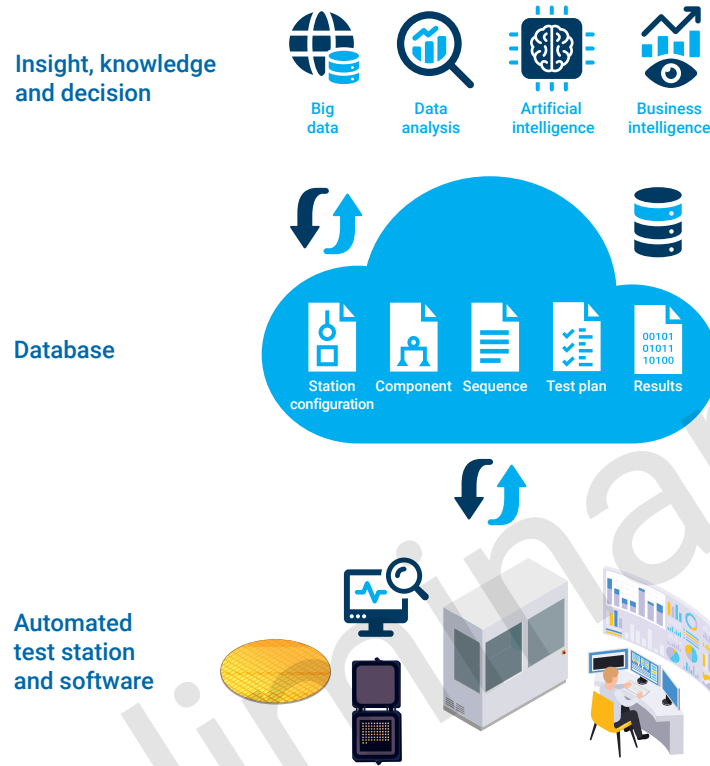 Insight, knowledge
and decision
Big
data
Data
analysis
Artificial
intelligence
Business
intelligence
Database
Station
configuration
Component
Sequence
Test plan
00101
01011
10100
Results
Automated
test station
and software